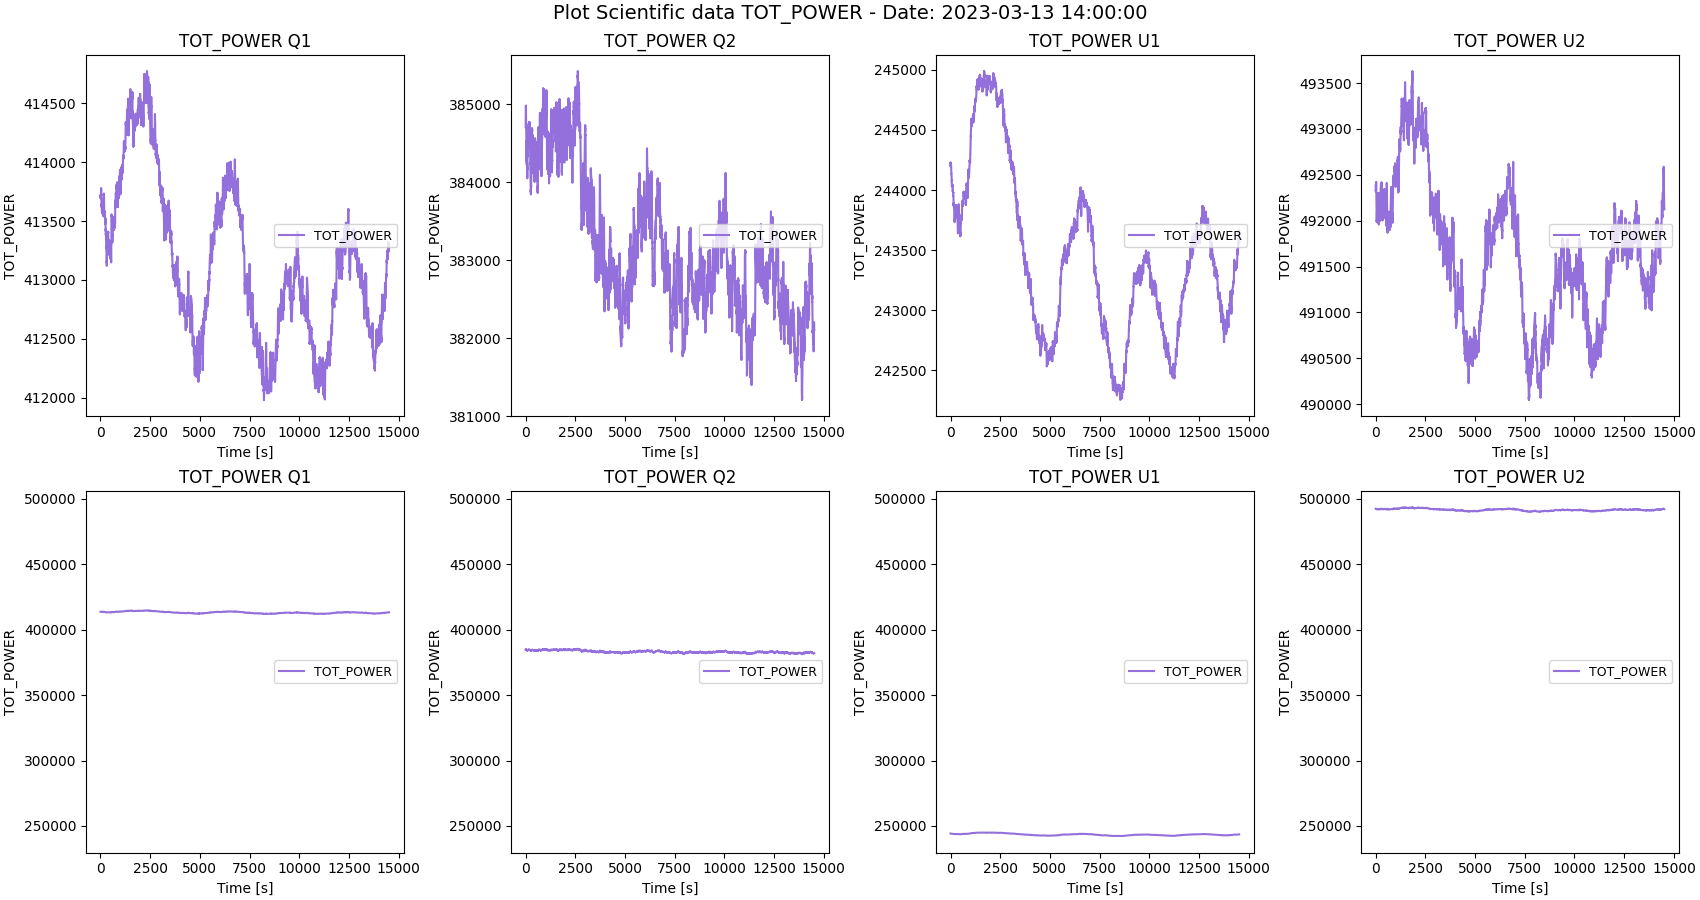 Plot Scientific data TOT_POWER - Date: 2023-03-13 14:00:00
TOT_POWER Q1
TOT_POWER
414500
414000
413500
413000
412500
412000
TOT_POWER
0 2500 5000 7500 10000 12500 15000
Time [s]
TOT_POWER Q2
TOT_POWER
385000
384000
383000
382000
381000
TOT_POWER
0 2500 5000 7500 10000 12500 15000
Time [s]
TOT_POWER U1
TOT_POWER
245000
244500
244000
243500
243000
242500
TOT_POWER
0 2500 5000 7500 10000 12500 15000
Time [s]
TOT_POWER U2
TOT_POWER
493500
493000
492500
492000
491500
491000
490500
490000
TOT_POWER
0 2500 5000 7500 10000 12500 15000
Time [s]
TOT_POWER Q1
TOT_POWER
500000
450000
400000
350000
300000
250000
TOT_POWER
0 2500 5000 7500 10000 12500 15000
Time [s]
TOT_POWER Q2
TOT_POWER
500000
450000
400000
350000
300000
250000
TOT_POWER
0 2500 5000 7500 10000 12500 15000
Time [s]
TOT_POWER U1
TOT_POWER
500000
450000
400000
350000
300000
250000
TOT_POWER
0 2500 5000 7500 10000 12500 15000
Time [s]
TOT_POWER U2
TOT_POWER
500000
450000
400000
350000
300000
250000
TOT_POWER
0 2500 5000 7500 10000 12500 15000
Time [s]